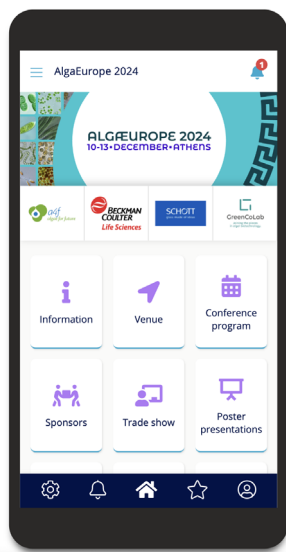 AlgaEurope 2024
1
ALGÆUROPE 2024
10-13•DECEMBER•ATHENS
a4f
algae for future
BECKMAN
COULTER
Life Sciences
SCHOTT
GreenCoLab
Information
Venue
Conference
program
Sponsors
Trade show
Poster
presentations